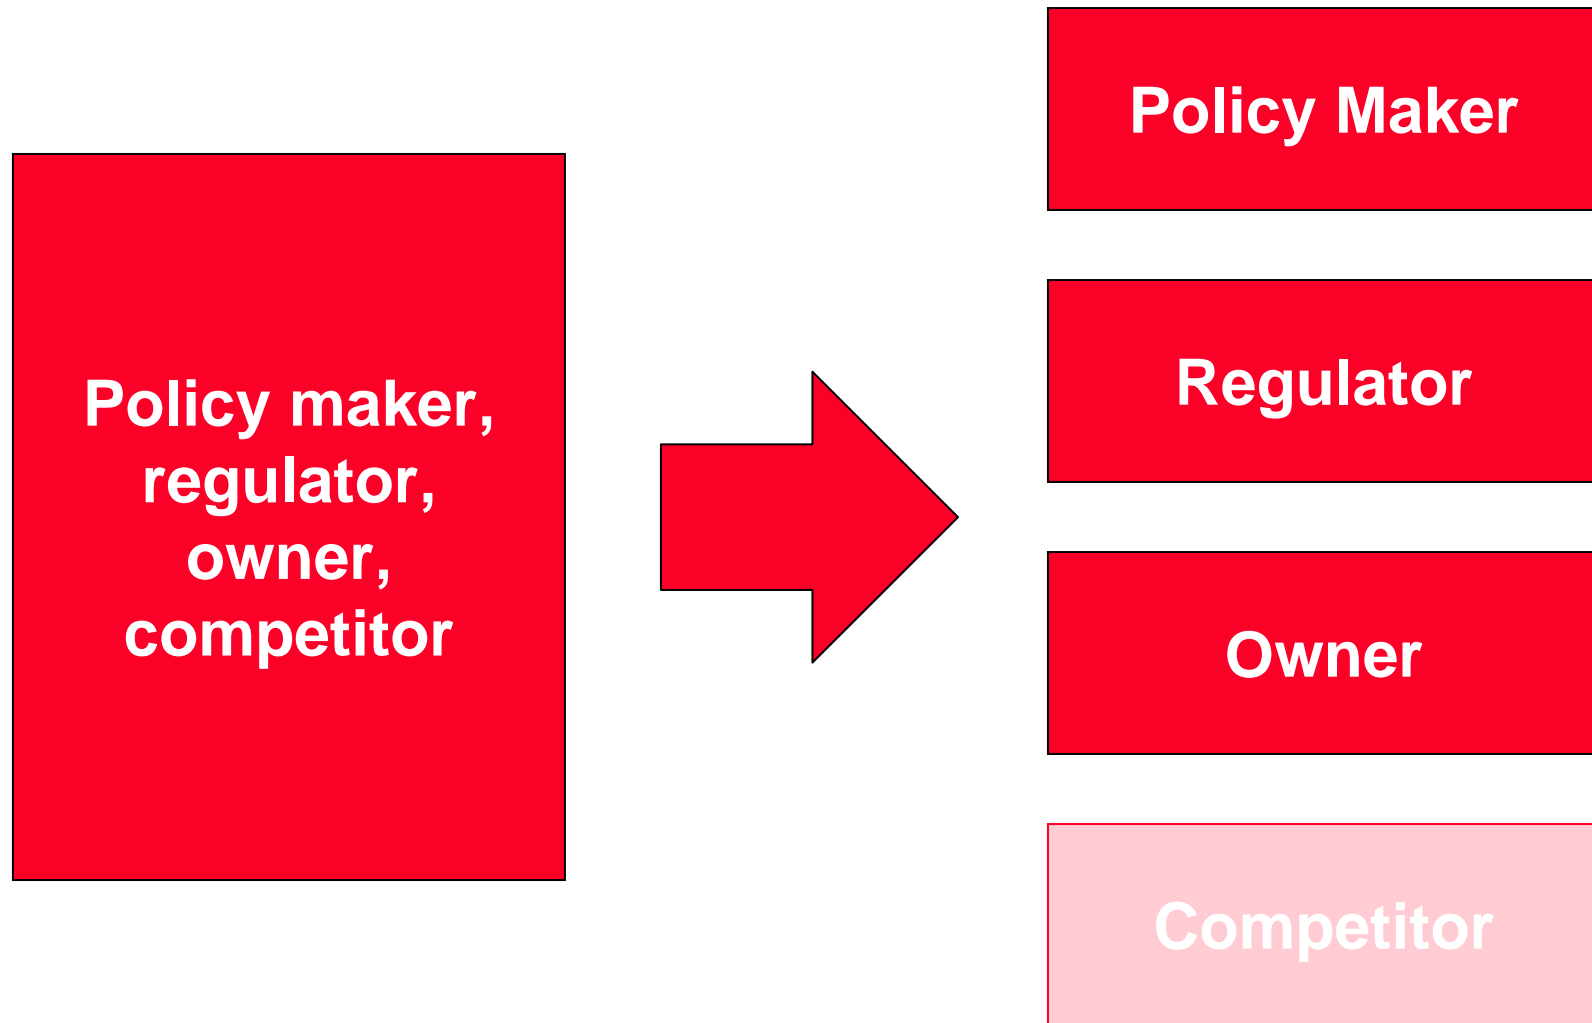 Policy maker,
regulator,
owner,
competitor
Policy Maker
Regulator
Owner
Competitor